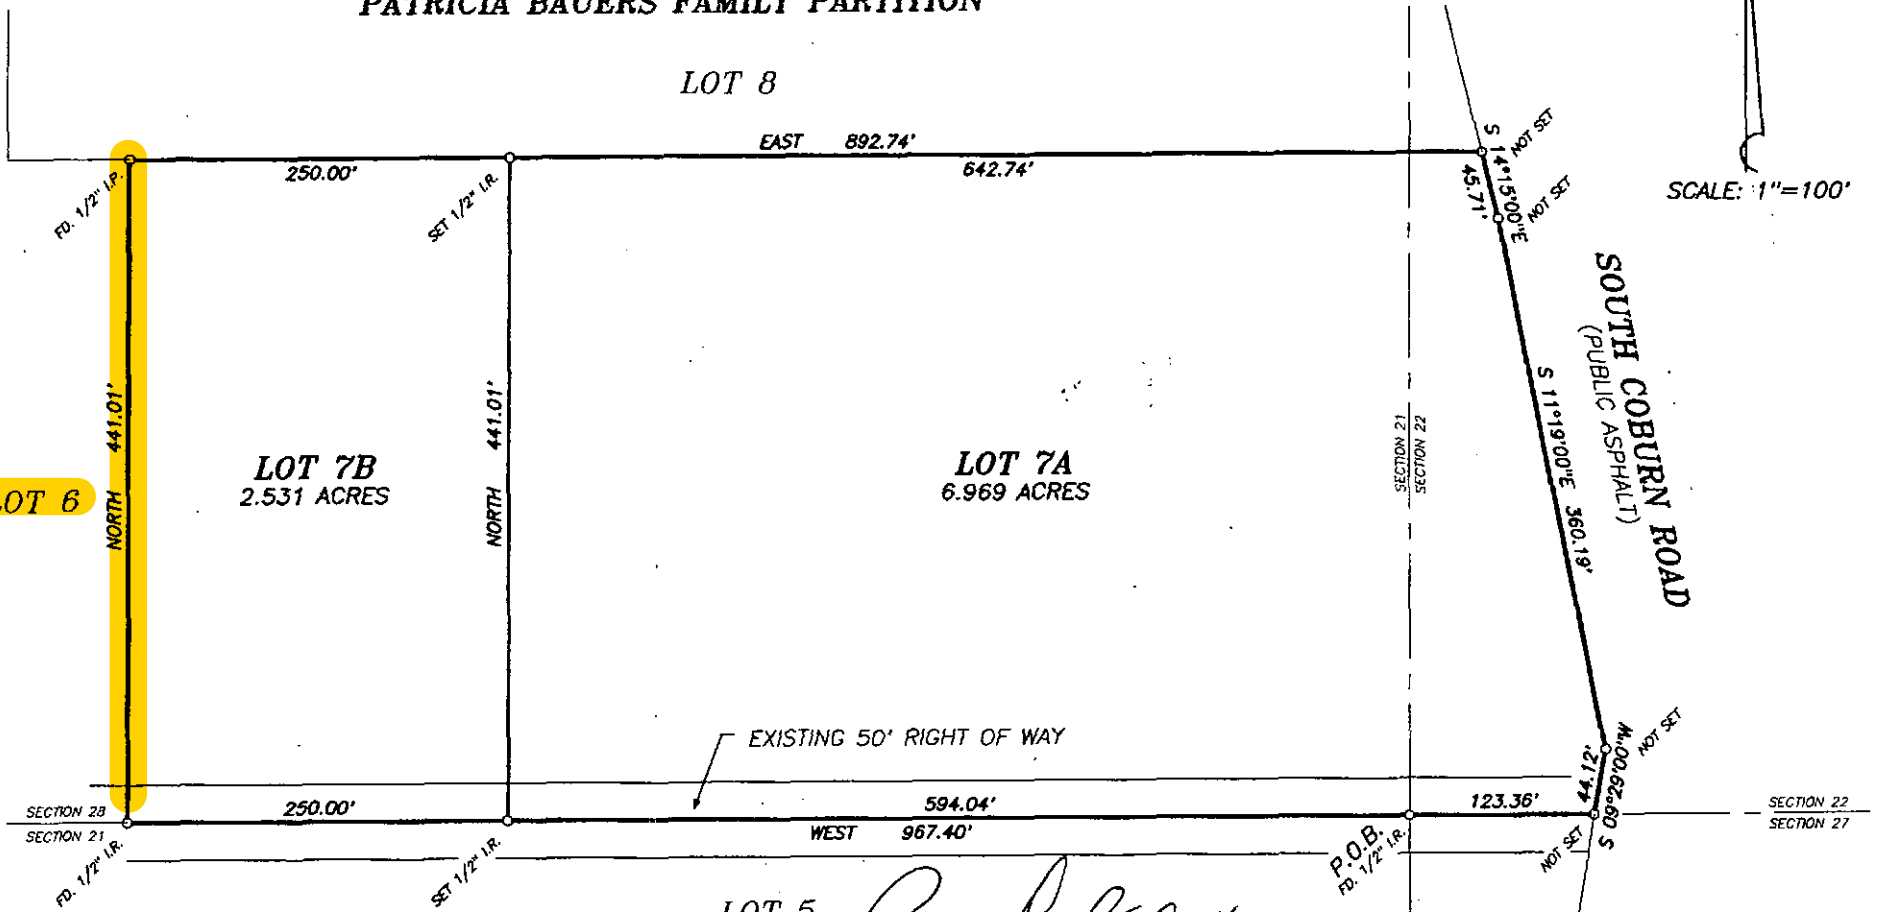 PATRICIA BAUERS FAMILY PARTITION
LOT 8
EAST 892.74'
250.00'
642.74'
FD. 1/2" I.P.
SET 1/2" I.R.
S 14°15'00"E
45.71'
NOT SET
NOT SET
SCALE: 1"=100'
SOUTH COBURN ROAD
(PUBLIC ASPHALT)
S 11°19'00"E 360.19'
NORTH 441.01'
NORTH 441.01'
LOT 6
LOT 7B
2.531 ACRES
LOT 7A
6.969 ACRES
SECTION 21
SECTION 22
EXISTING 50' RIGHT OF WAY
NOT SET
44.12'
S 09°29'00"W
SECTION 28
SECTION 21
250.00'
594.04'
123.36'
WEST 967.40'
SECTION 22
SECTION 27
FD. 1/2" I.R.
SET 1/2" I.R.
P.O.B.
FD. 1/2" I.R.
NOT SET
LOT 5